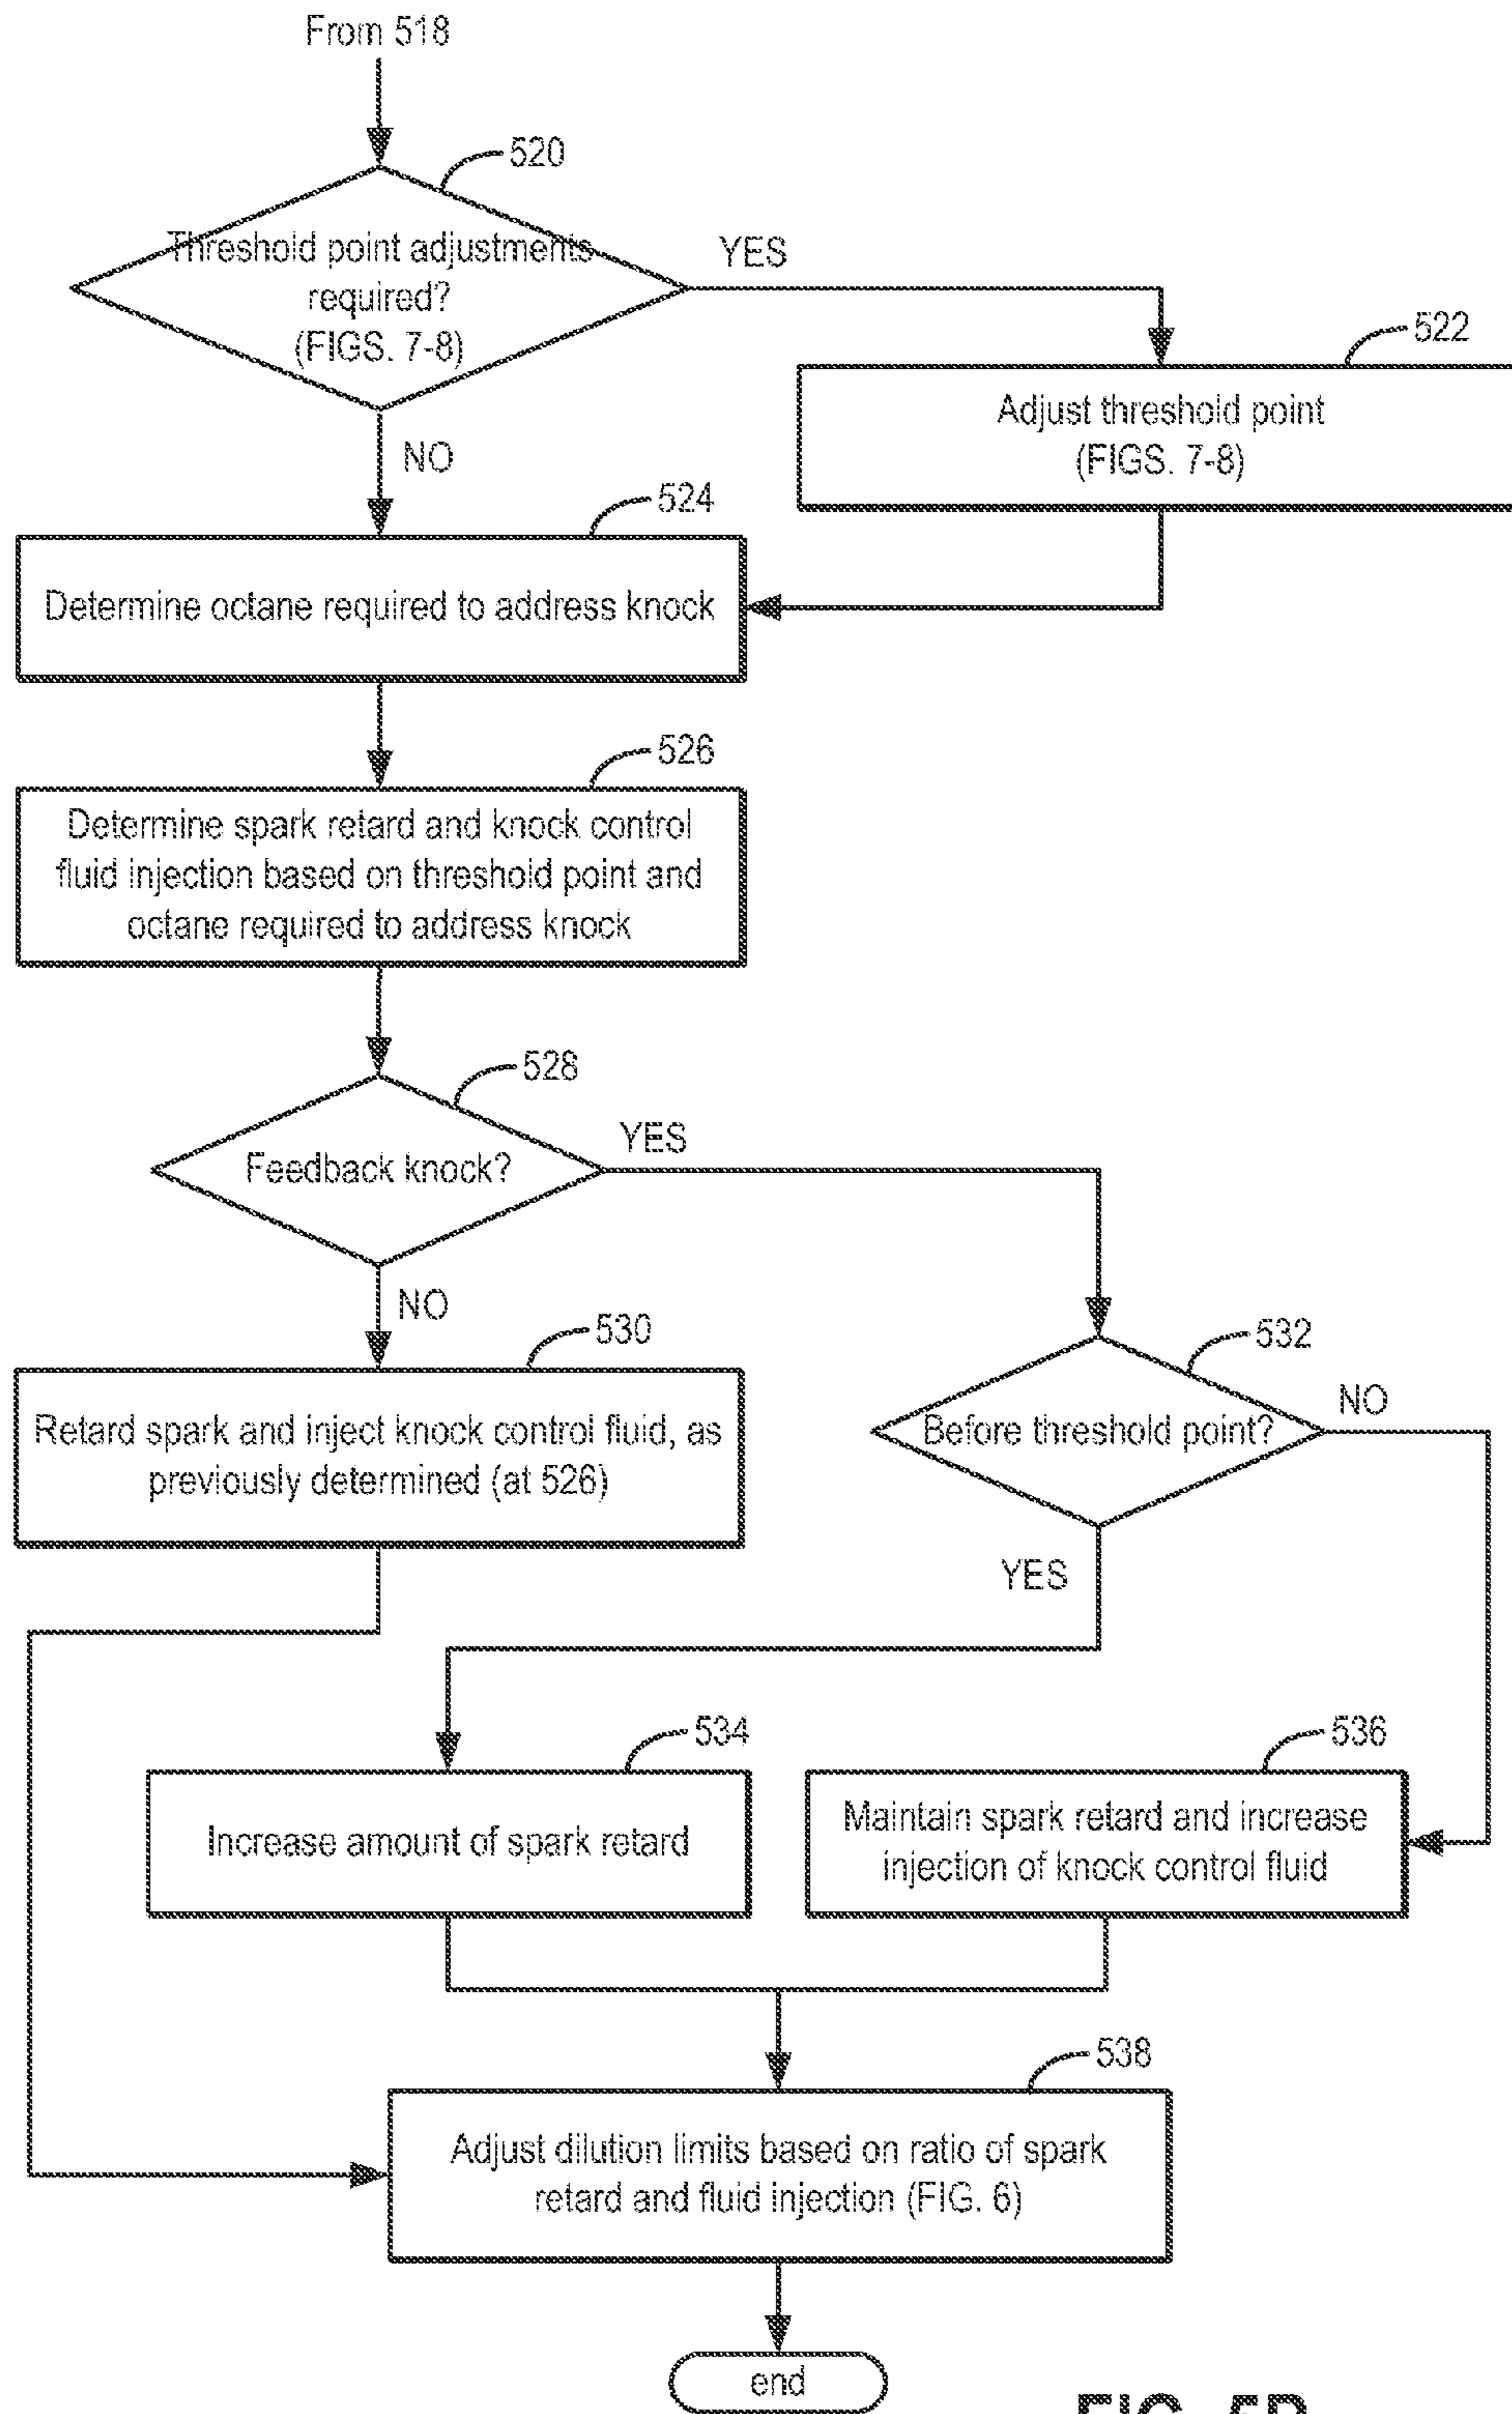 From 518
520
Threshold point adjustments
required?
(FIGS. 7-8)
YES
522
Adjust threshold point
(FIGS. 7-8)
NO
524
Determine octane required to address knock
526
Determine spark retard and knock control
fluid injection based on threshold point and
octane required to address knock
528
Feedback knock?
YES
NO
530
Retard spark and inject knock control fluid, as
previously determined (at 526)
532
Before threshold point?
NO
YES
534
Increase amount of spark retard
536
Maintain spark retard and increase
injection of knock control fluid
538
Adjust dilution limits based on ratio of spark
retard and fluid injection (FIG. 6)
end
FIG. 5B